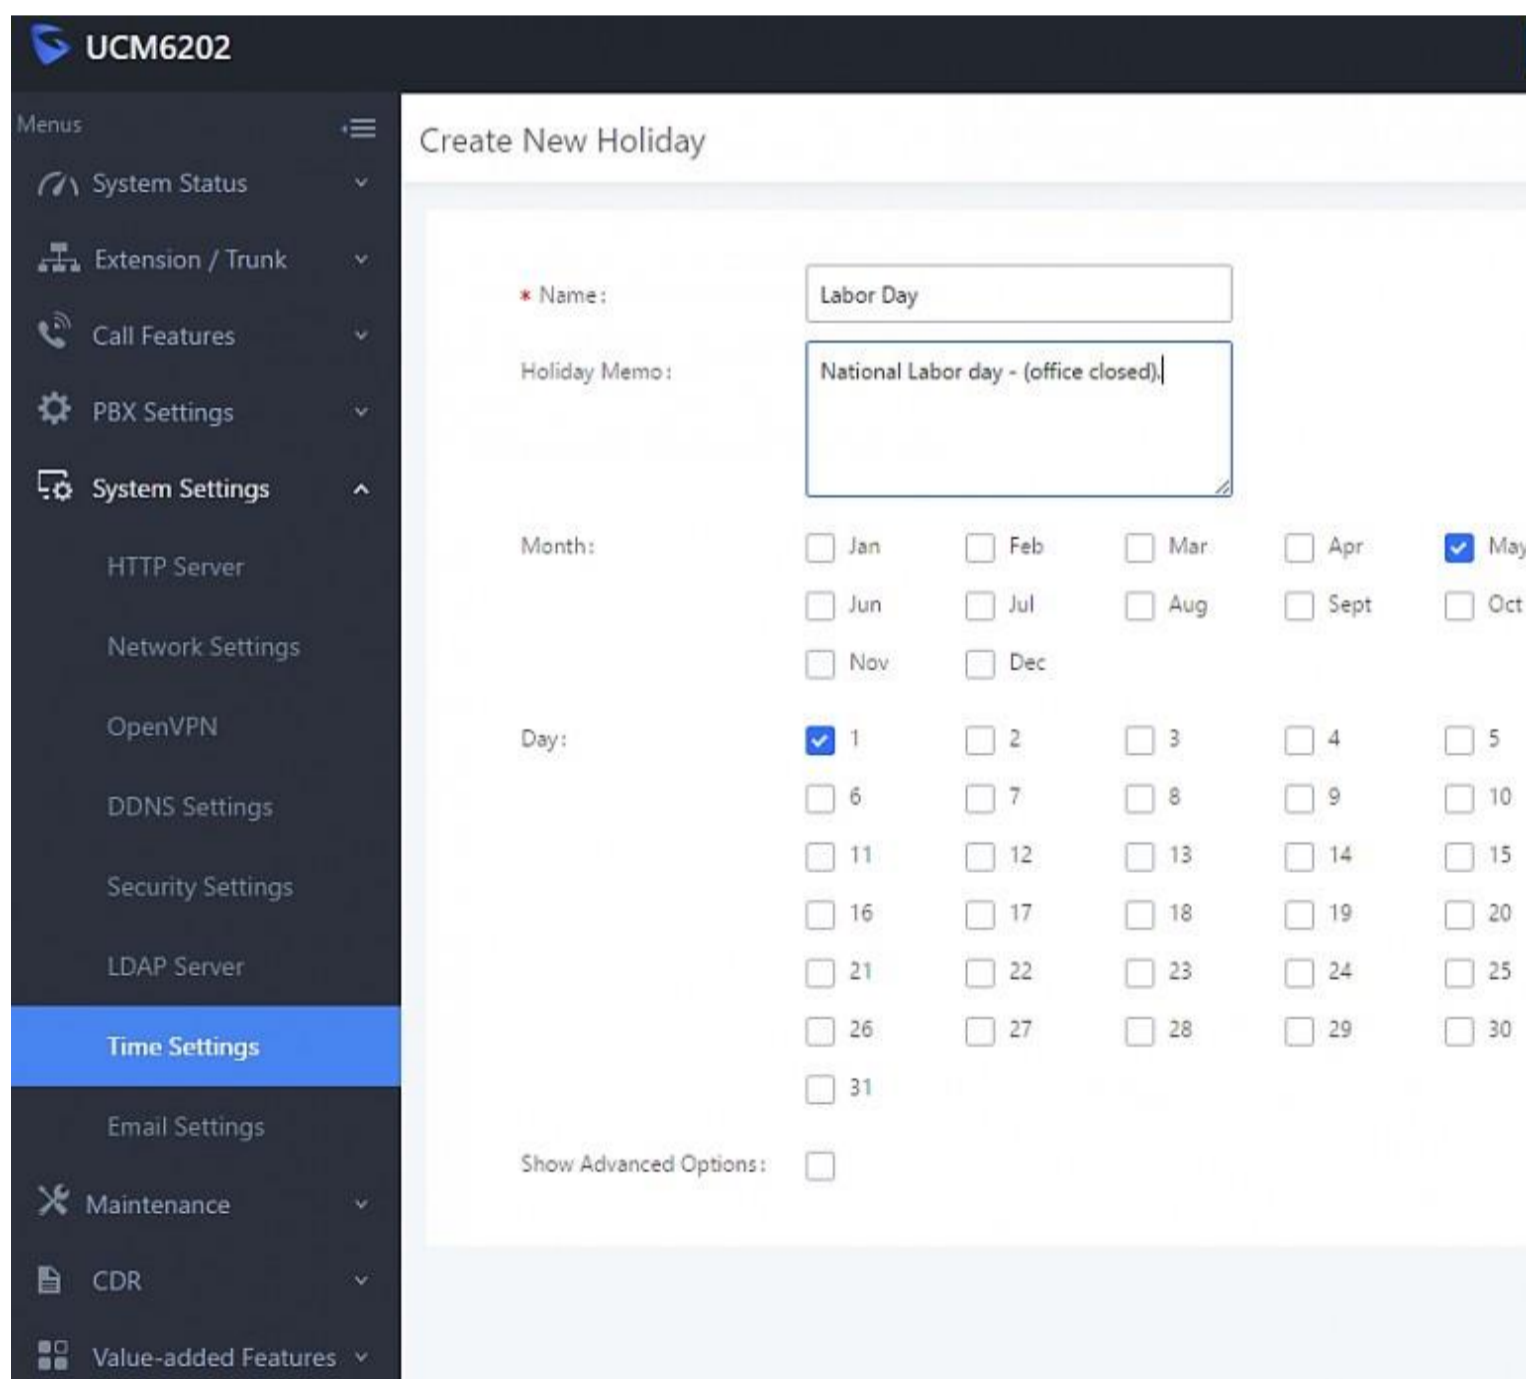 UCM6202
Menus
System Status
Extension / Trunk
Call Features
PBX Settings
System Settings
HTTP Server
Network Settings
OpenVPN
DDNS Settings
Security Settings
LDAP Server
Time Settings
Email Settings
Maintenance
CDR
Value-added Features
Create New Holiday
* Name: Labor Day
Holiday Memo: National Labor day - (office closed).
Month: Jan Feb Mar Apr May
Jun Jul Aug Sept Oct
Nov Dec
Day: 1 2 3 4 5
6 7 8 9 10
11 12 13 14 15
16 17 18 19 20
21 22 23 24 25
26 27 28 29 30
31
Show Advanced Options: